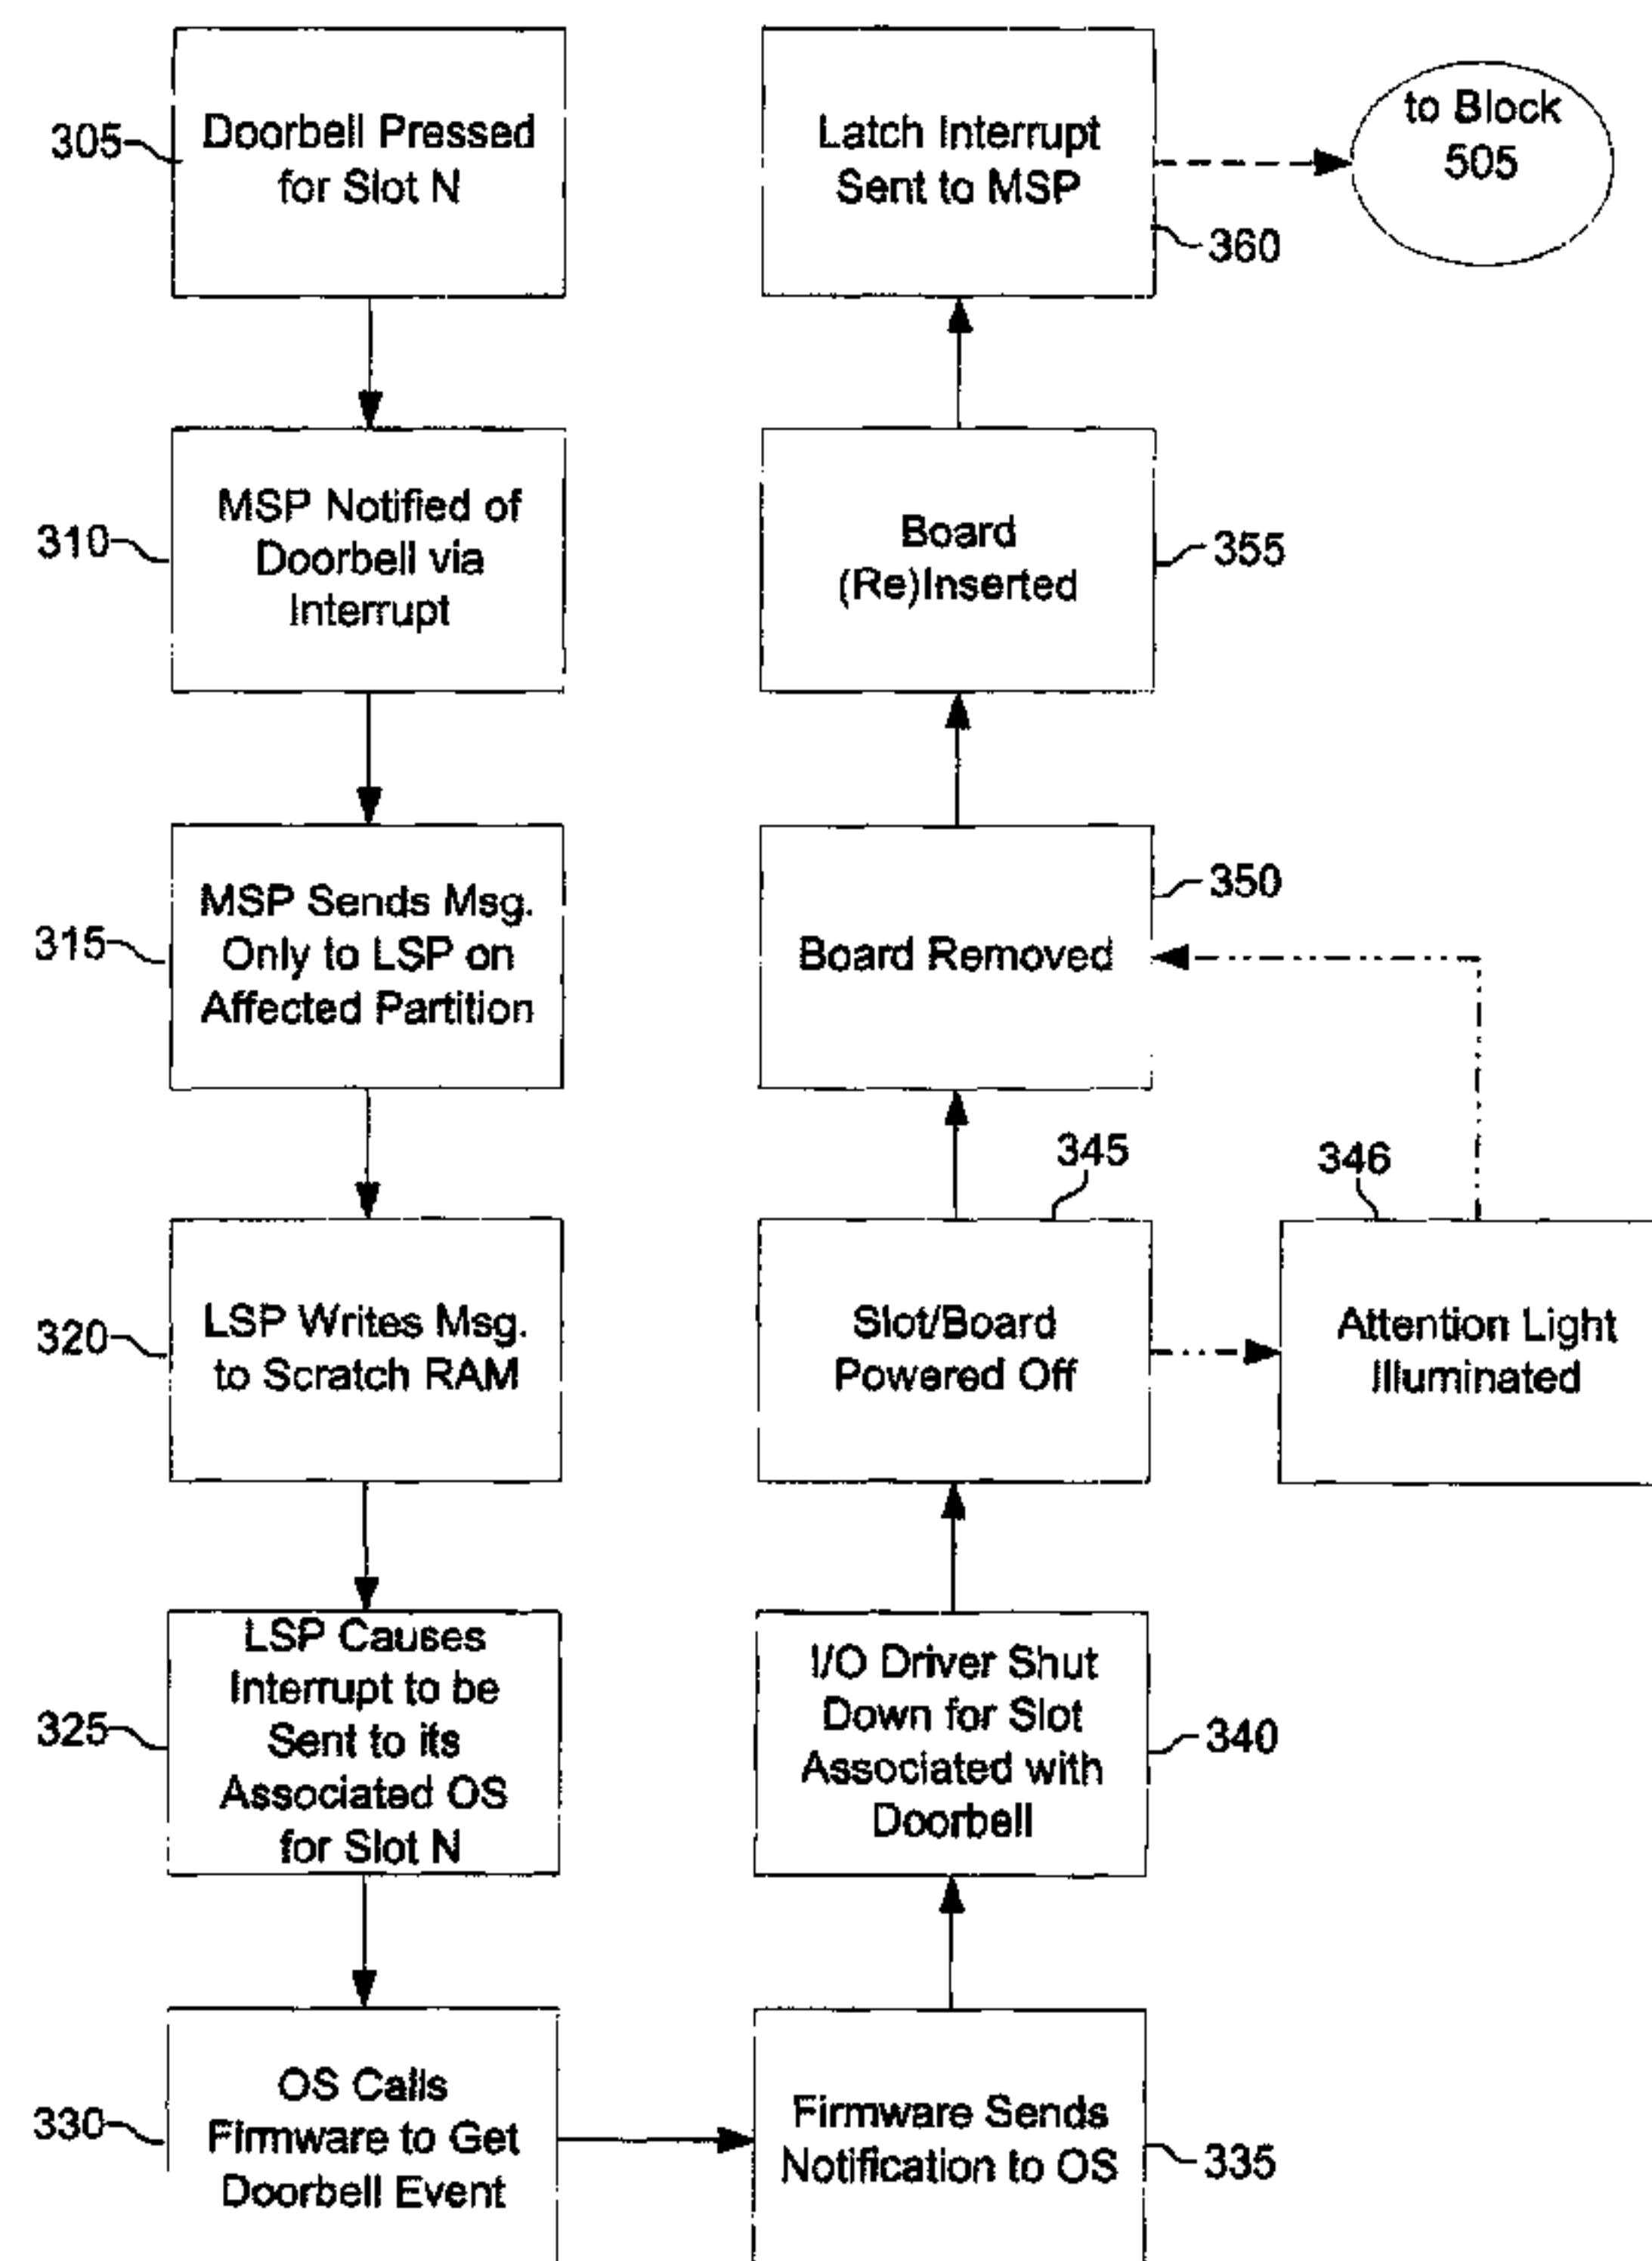 305
Doorbell Pressed
for Slot N
310
MSP Notified of
Doorbell via
Interrupt
315
MSP Sends Msg.
Only to LSP on
Affected Partition
320
LSP Writes Msg.
to Scratch RAM
325
LSP Causes
Interrupt to be
Sent to its
Associated OS
for Slot N
330
OS Calls
Firmware to Get
Doorbell Event
Firmware Sends
Notification to OS
335
I/O Driver Shut
Down for Slot
Associated with
Doorbell
340
Slot/Board
Powered Off
345
Attention Light
Illuminated
346
Board Removed
350
Board
(Re)Inserted
355
Latch Interrupt
Sent to MSP
360
to Block
505